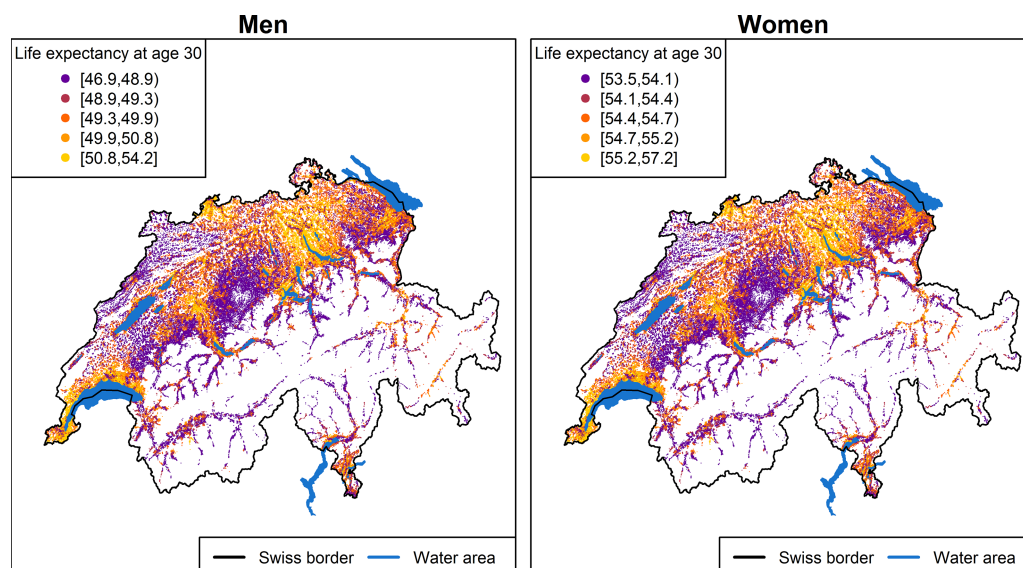 Men
Life expectancy at age 30
[46.9,48.9)
[48.9,49.3)
[49.3,49.9)
[49.9,50.8)
[50.8,54.2]
Swiss border
Water area
Women
Life expectancy at age 30
[53.5,54.1)
[54.1,54.4)
[54.4,54.7)
[54.7,55.2)
[55.2,57.2]
Swiss border
Water area